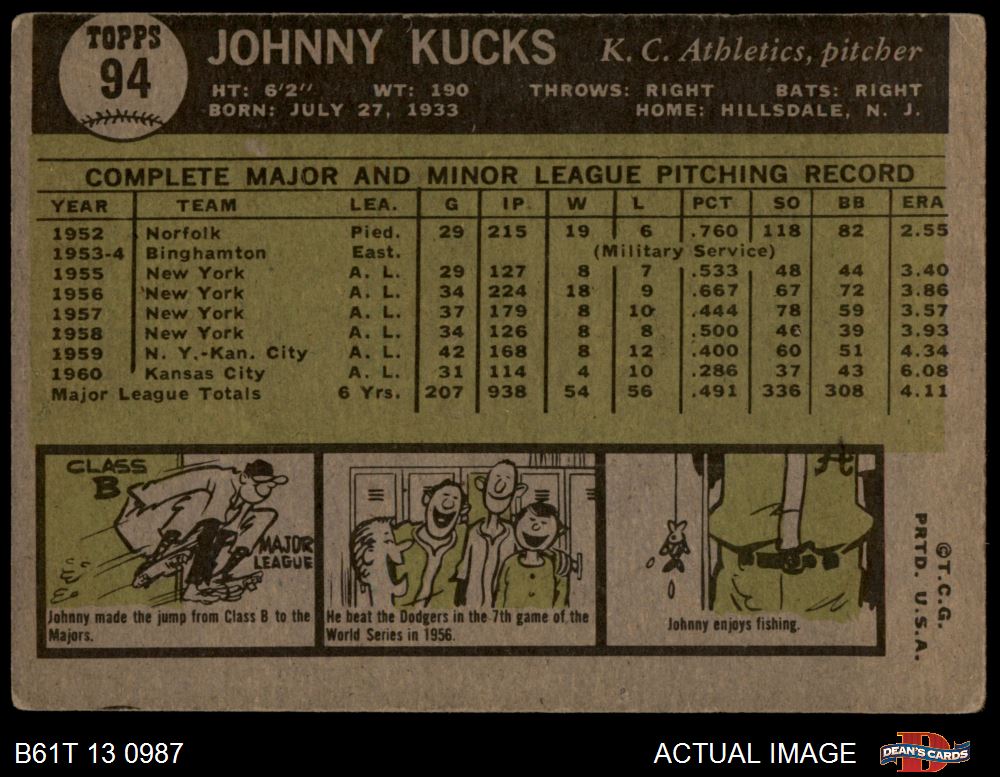 TOPPS
94
JOHNNY KUCKS K. C. Athletics, pitcher
HT: 6'2" WT: 190 THROWS: RIGHT BATS: RIGHT
BORN: JULY 27, 1933 HOME: HILLSDALE, N. J.
COMPLETE MAJOR AND MINOR LEAGUE PITCHING RECORD
YEAR TEAM LEA. G IP W L PCT SO BB ERA
1952 Norfolk Pied. 29 215 19 6 .760 118 82 2.55
1953-4 Binghamton East. (Military Service)
1955 New York A. L. 29 127 8 7 .533 48 44 3.40
1956 New York A. L. 34 224 18 9 .667 67 72 3.86
1957 New York A. L. 37 179 8 10 .444 78 59 3.57
1958 New York A. L. 34 126 8 8 .500 46 39 3.93
1959 N. Y.-Kan. City A. L. 42 168 8 12 .400 60 51 4.34
1960 Kansas City A. L. 31 114 4 10 .286 37 43 6.08
Major League Totals 6 Yrs. 207 938 54 56 .491 336 308 4.11
CLASS
B
MAJOR
LEAGUE
Johnny made the jump from Class B to the
Majors.
He beat the Dodgers in the 7th game of the
World Series in 1956.
A
Johnny enjoys fishing.
©T.C.G.
PRTD. U.S.A.
B61T 13 0987 ACTUAL IMAGE
D
DEAN'S CARDS